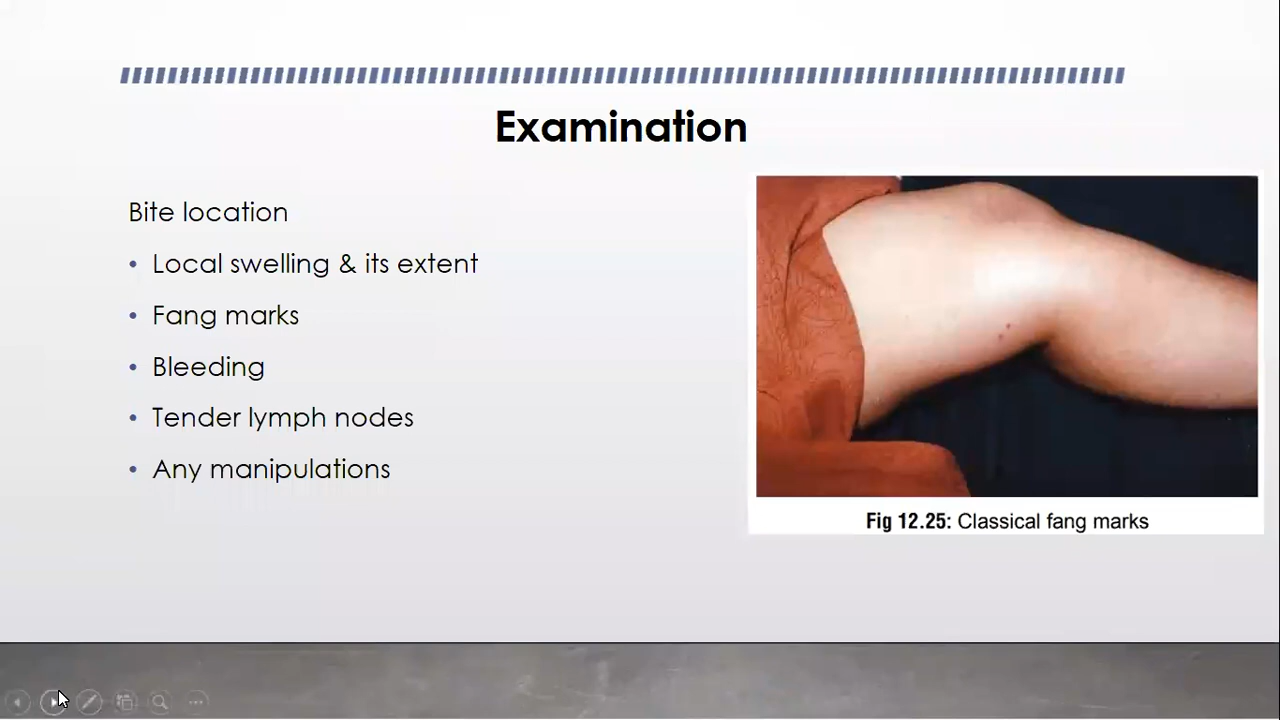 Examination
Bite location
• Local swelling & its extent
• Fang marks
• Bleeding
• Tender lymph nodes
• Any manipulations
Fig 12.25: Classical fang marks